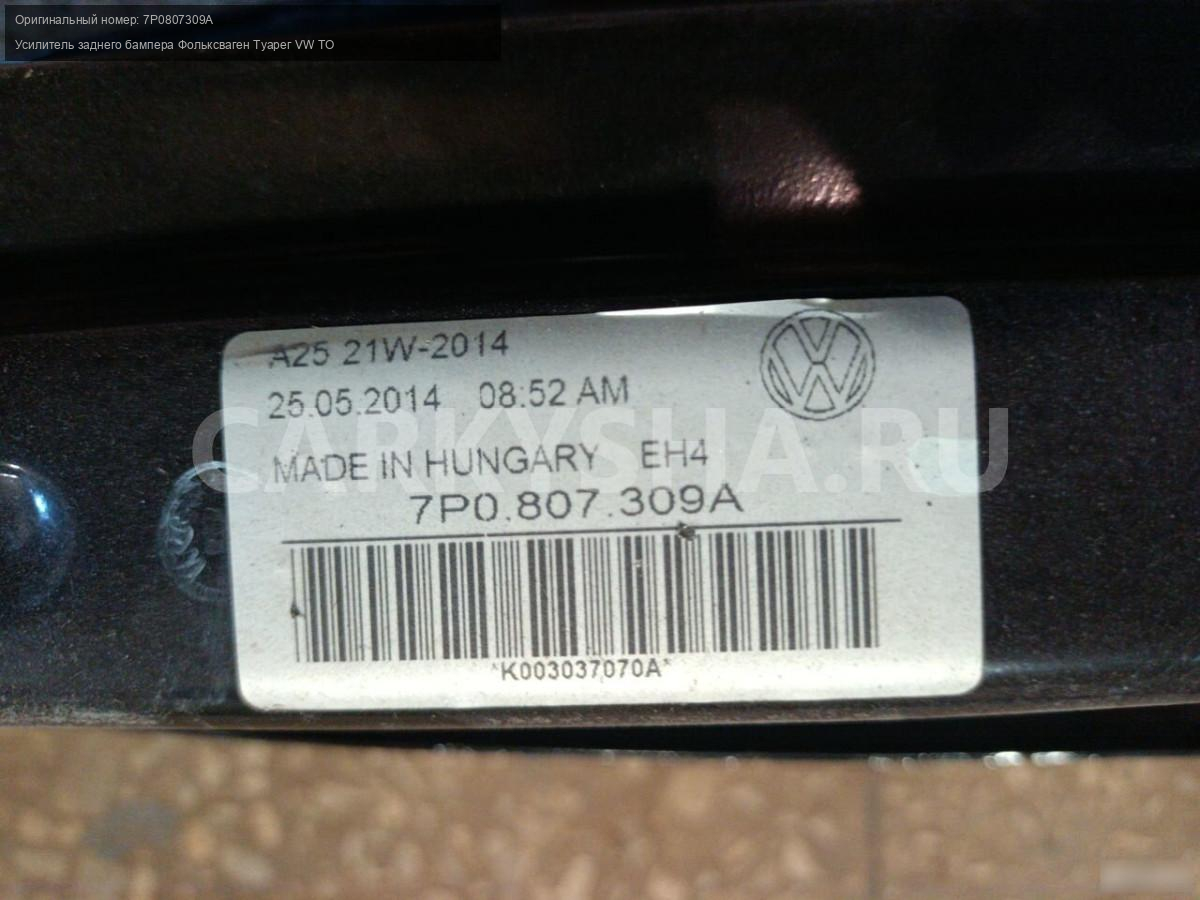 Оригинальный номер: 7P0807309A
Усилитель заднего бампера Фольксваген Туарег VW TO
A25 21W-2014
25.05.2014 08:52 AM
CARKYSHA.RU
MADE IN HUNGARY EH4
7P0.807.309A
*K003037070A*